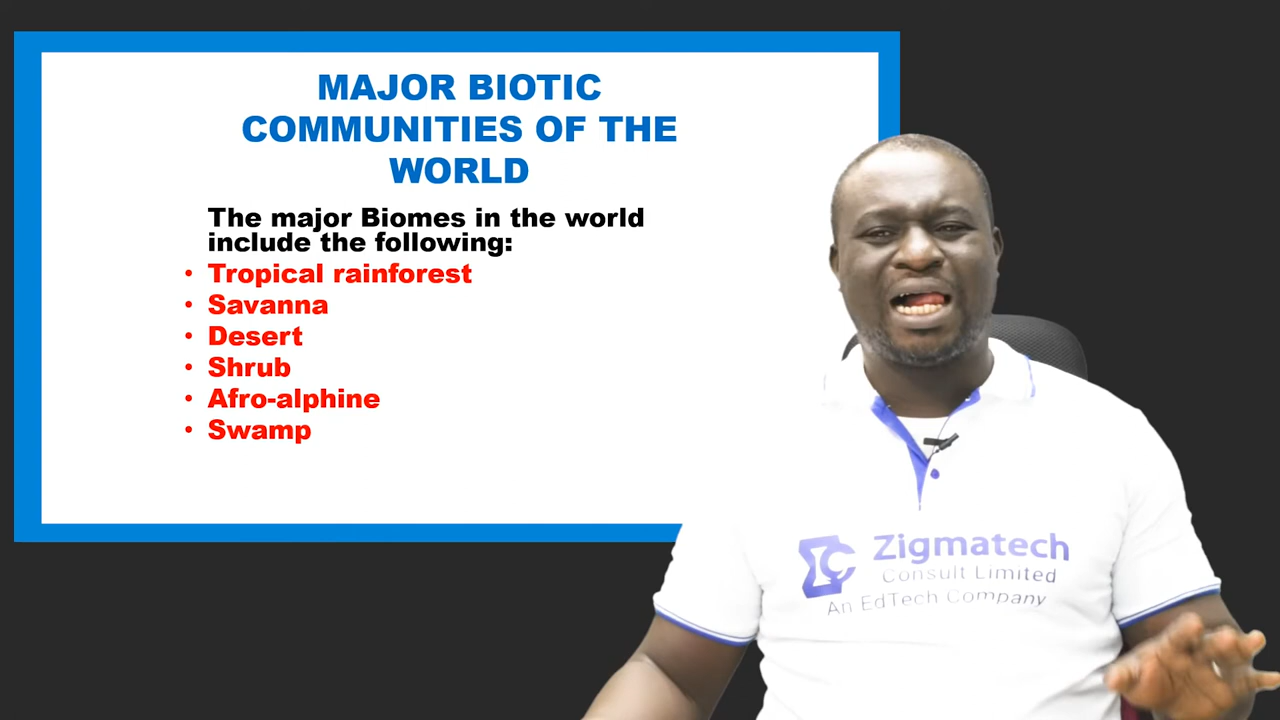 MAJOR BIOTIC
COMMUNITIES OF THE
WORLD
The major Biomes in the world
include the following:
• Tropical rainforest
• Savanna
• Desert
• Shrub
• Afro-alphine
• Swamp
Zigmatech
Consult Limited
An EdTech Company